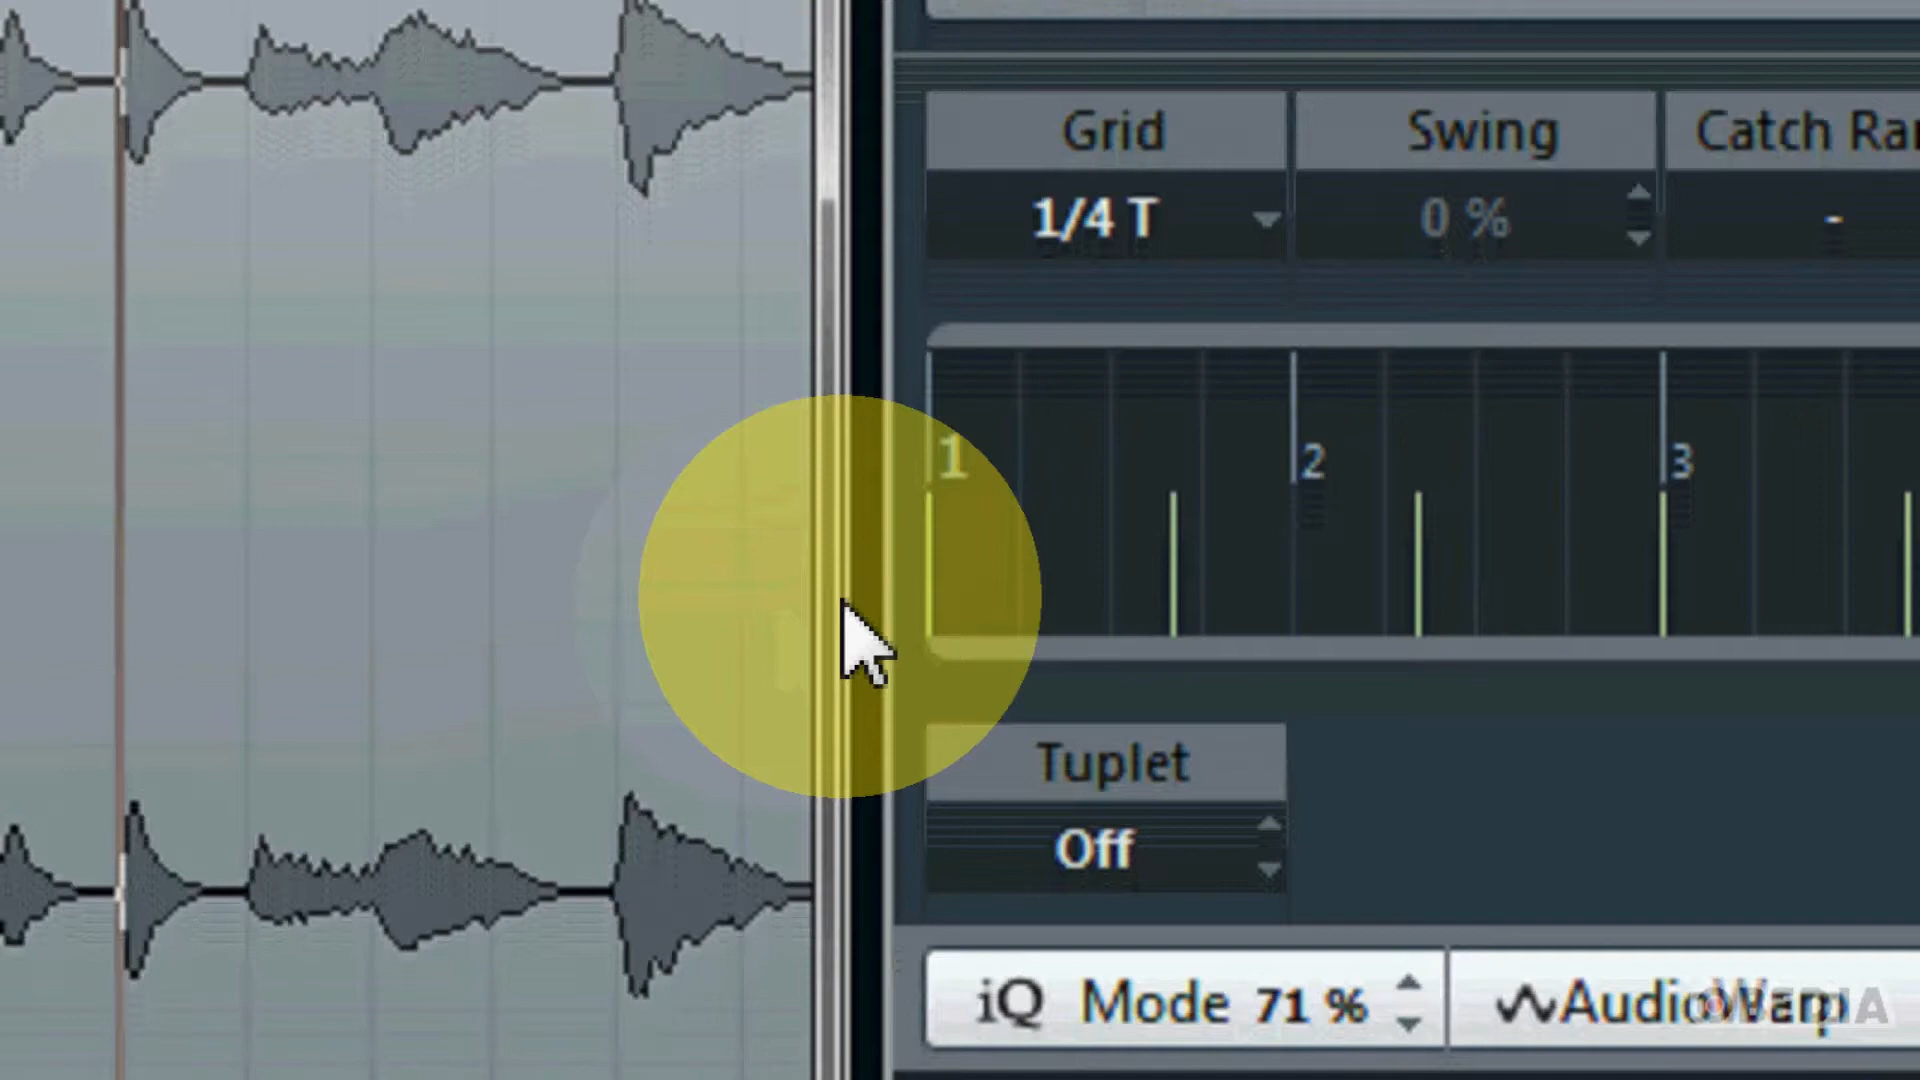 Grid Swing Catch Ra
1/4 T 0 % -
1 2 3
Tuplet
Off
iQ Mode 71 % AudioWarp